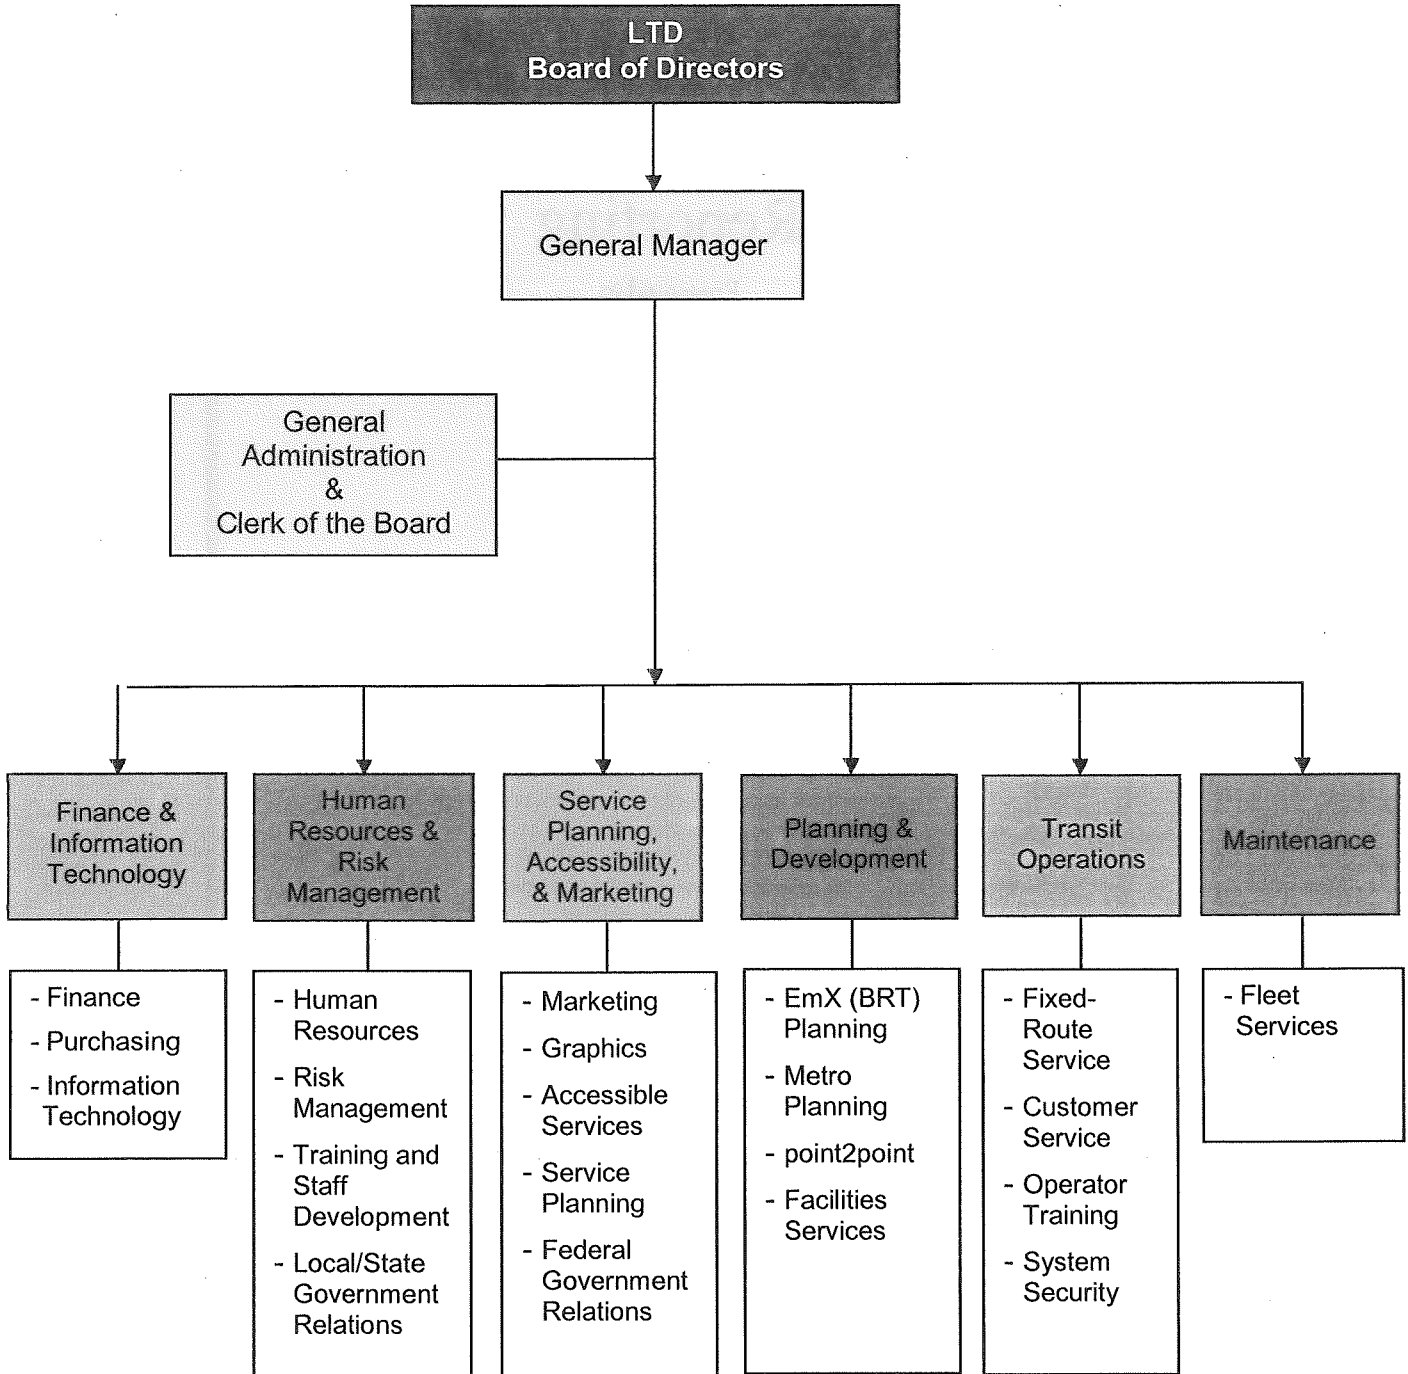 LTD
Board of Directors
General Manager
General
Administration
&
Clerk of the Board
Finance &
Information
Technology
Human
Resources &
Risk
Management
Service
Planning,
Accessibility,
& Marketing
Planning &
Development
Transit
Operations
Maintenance
- Finance
- Purchasing
- Information
Technology
- Human
Resources
- Risk
Management
- Training and
Staff
Development
- Local/State
Government
Relations
- Marketing
- Graphics
- Accessible
Services
- Service
Planning
- Federal
Government
Relations
- EmX (BRT)
Planning
- Metro
Planning
- point2point
- Facilities
Services
- Fixed-
Route
Service
- Customer
Service
- Operator
Training
- System
Security
- Fleet
Services